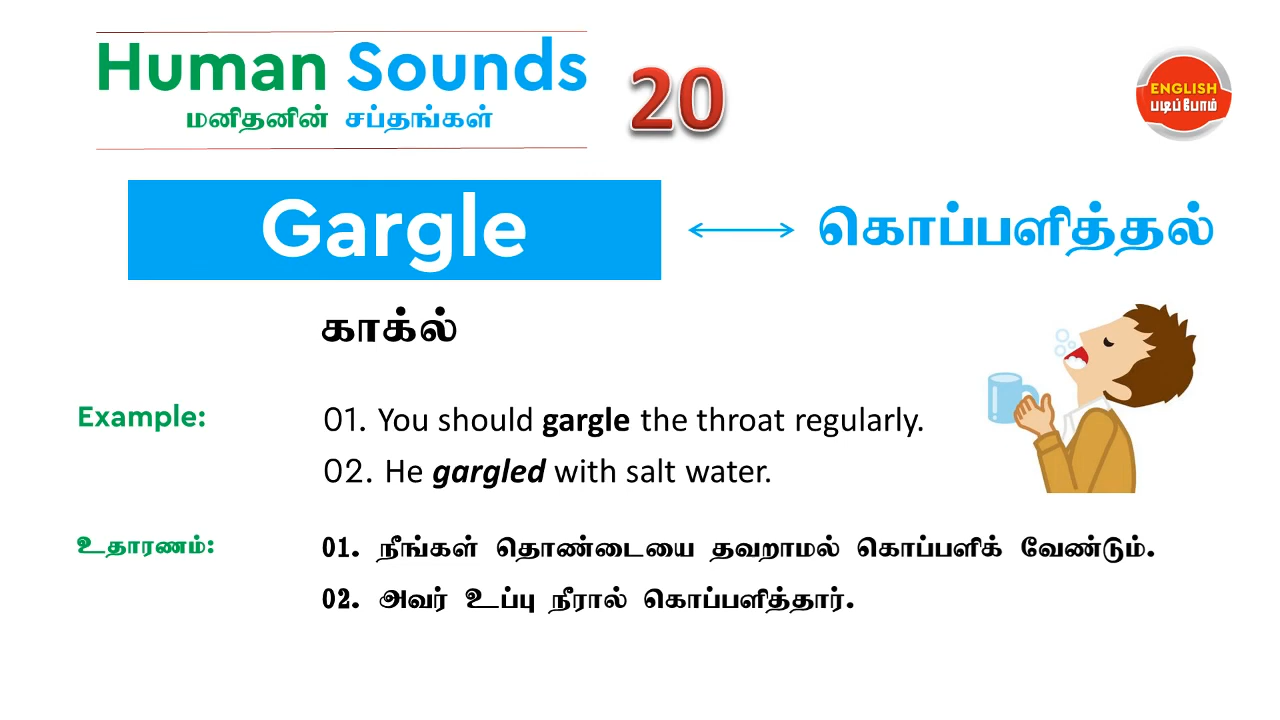 Human Sounds
மனிதனின் சப்தங்கள்
20
ENGLISH
படிப்போம்
Gargle
கொப்பளித்தல்
காக்ல்
Example:
01. You should gargle the throat regularly.
02. He gargled with salt water.
உதாரணம்:
01. நீங்கள் தொண்டையை தவறாமல் கொப்பளிக் வேண்டும்.
02. அவர் உப்பு நீரால் கொப்பளித்தார்.